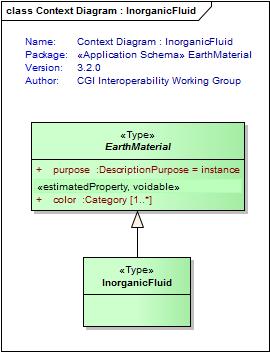 class Context Diagram : InorganicFluid
Name: Context Diagram : InorganicFluid
Package: «Application Schema» EarthMaterial
Version: 3.2.0
Author: CGI Interoperability Working Group
«Type»
EarthMaterial
+ purpose :DescriptionPurpose = instance
«estimatedProperty, voidable»
+ color :Category [1..*]
«Type»
InorganicFluid